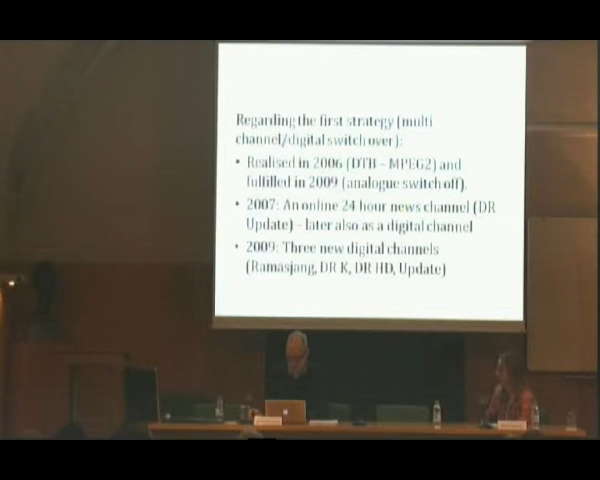 Regarding the first strategy (multi
channel/digital switch over):
• Realised in 2006 (DTB – MPEG2) and
fulfilled in 2009 (analogue switch off).
• 2007: An online 24 hour news channel (DR
Update) – later also as a digital channel
• 2009: Three new digital channels
(Ramasjang, DR K, DR HD, Update)